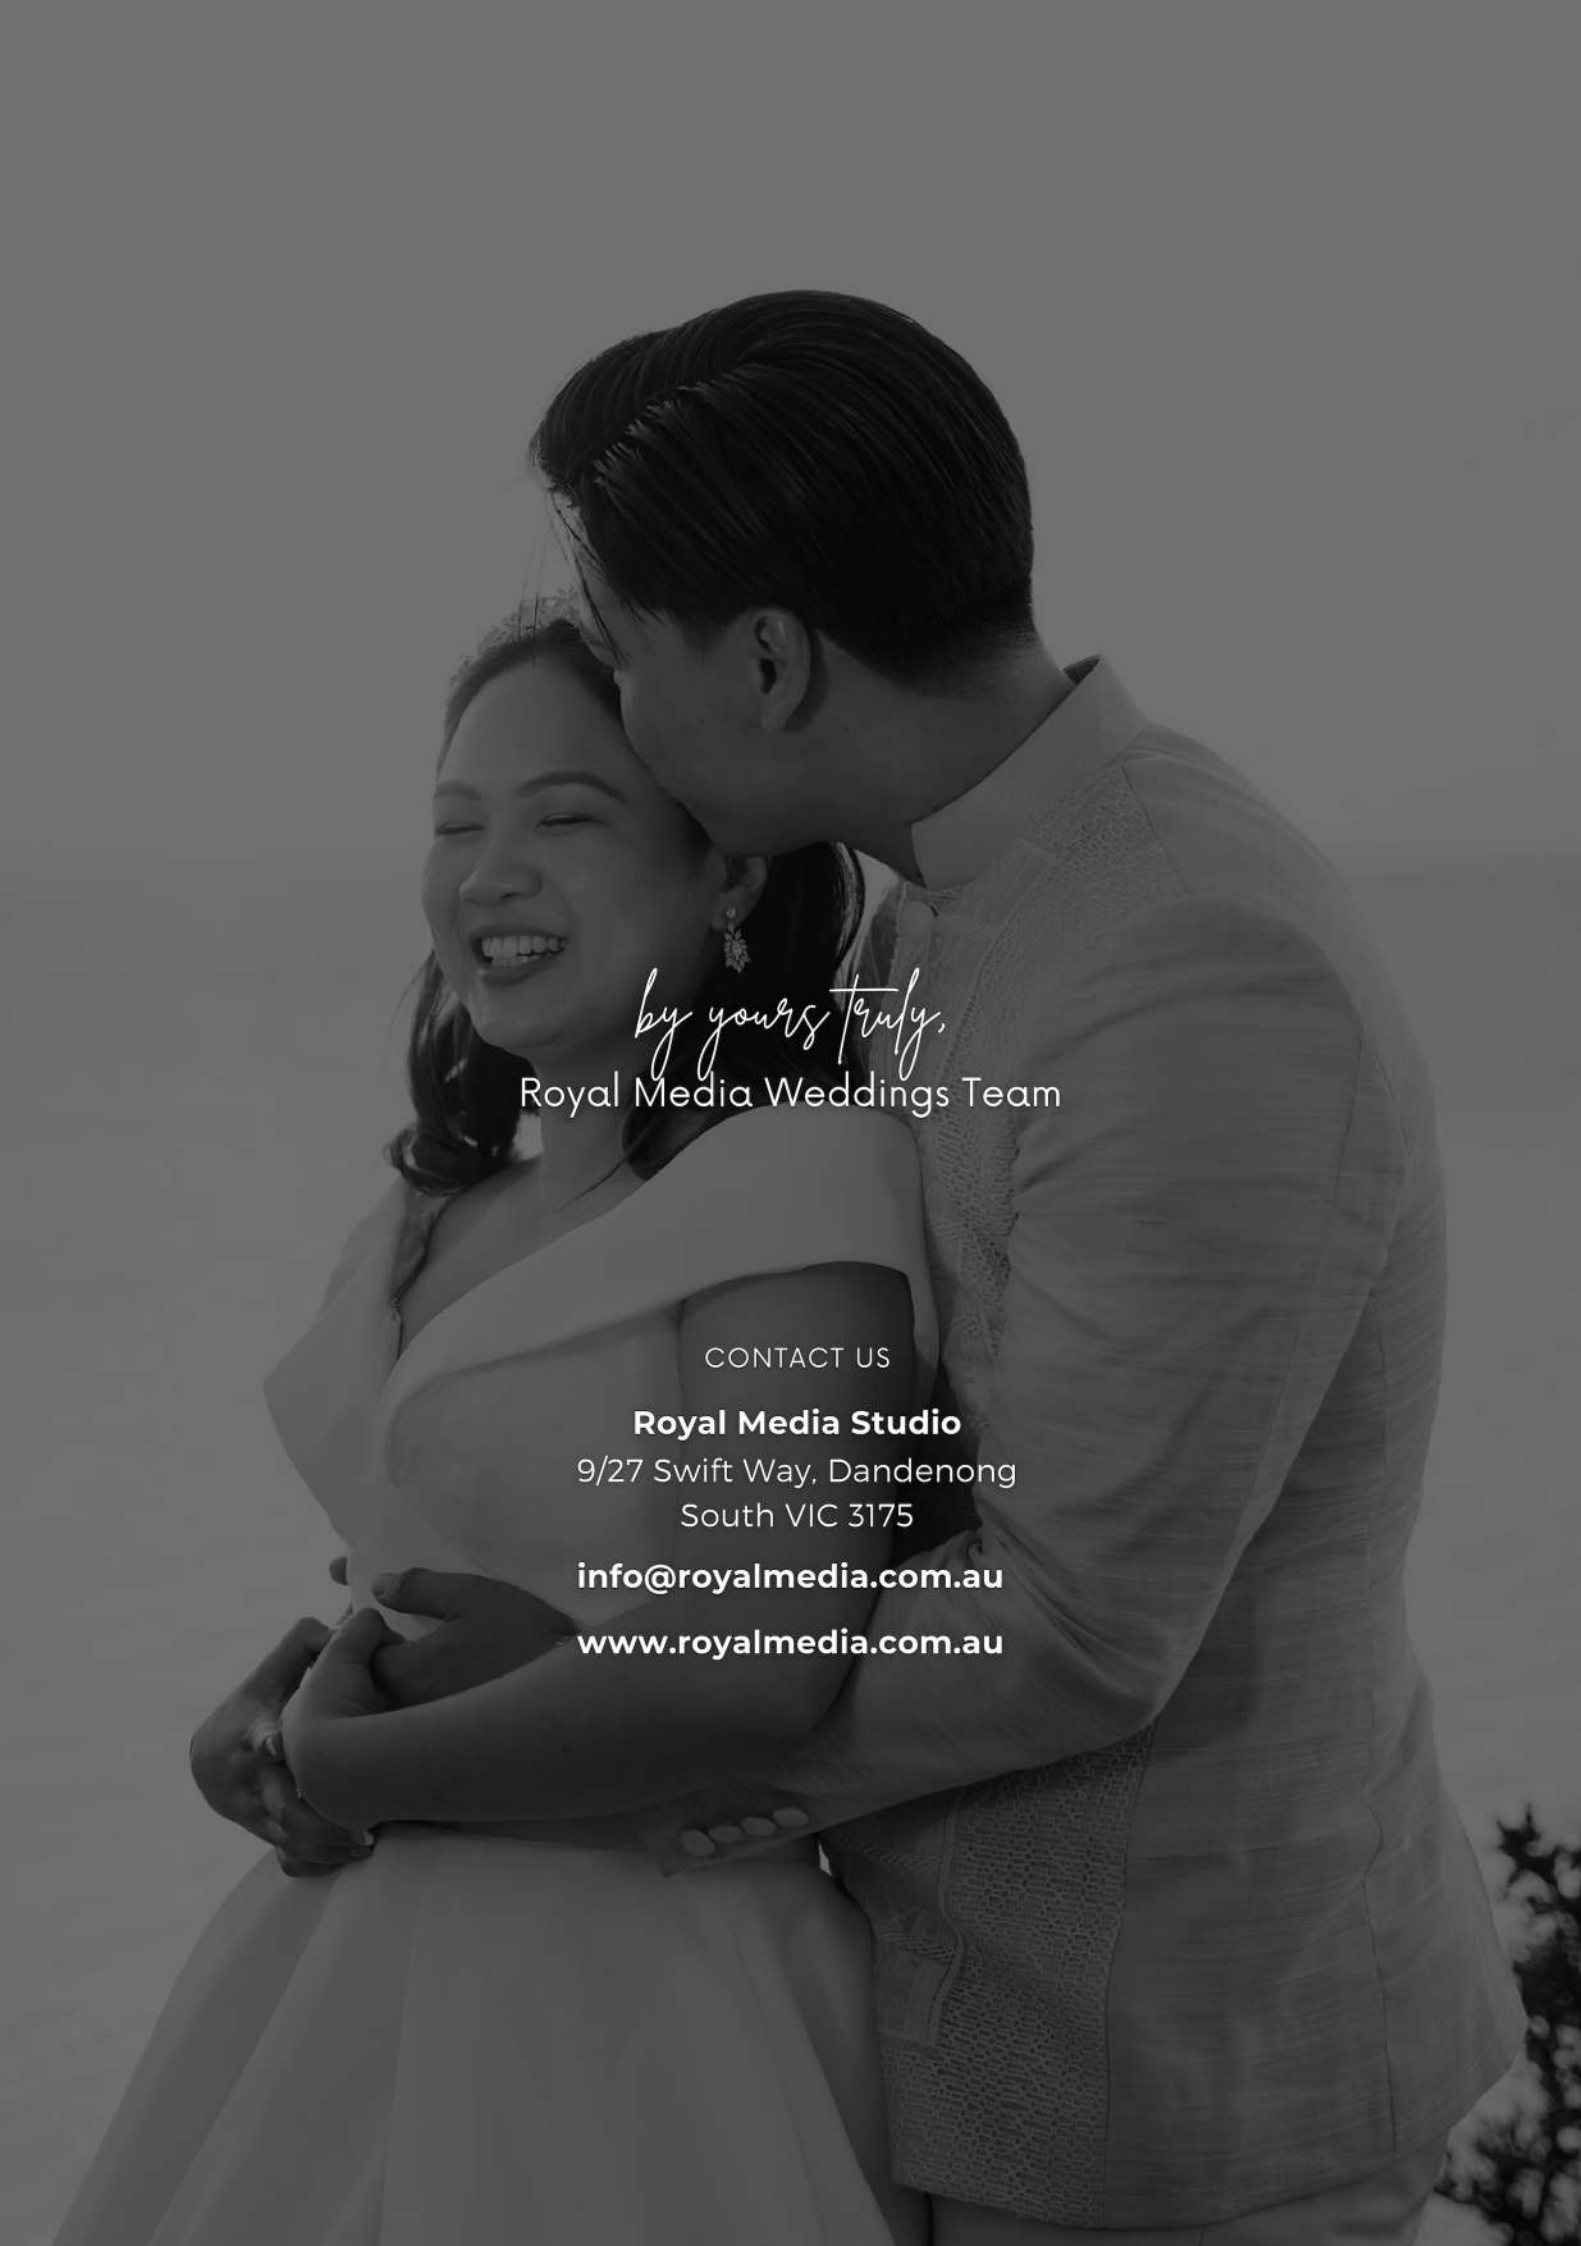 by yours truly,
Royal Media Weddings Team
CONTACT US
Royal Media Studio
9/27 Swift Way, Dandenong
South VIC 3175
info@royalmedia.com.au
www.royalmedia.com.au